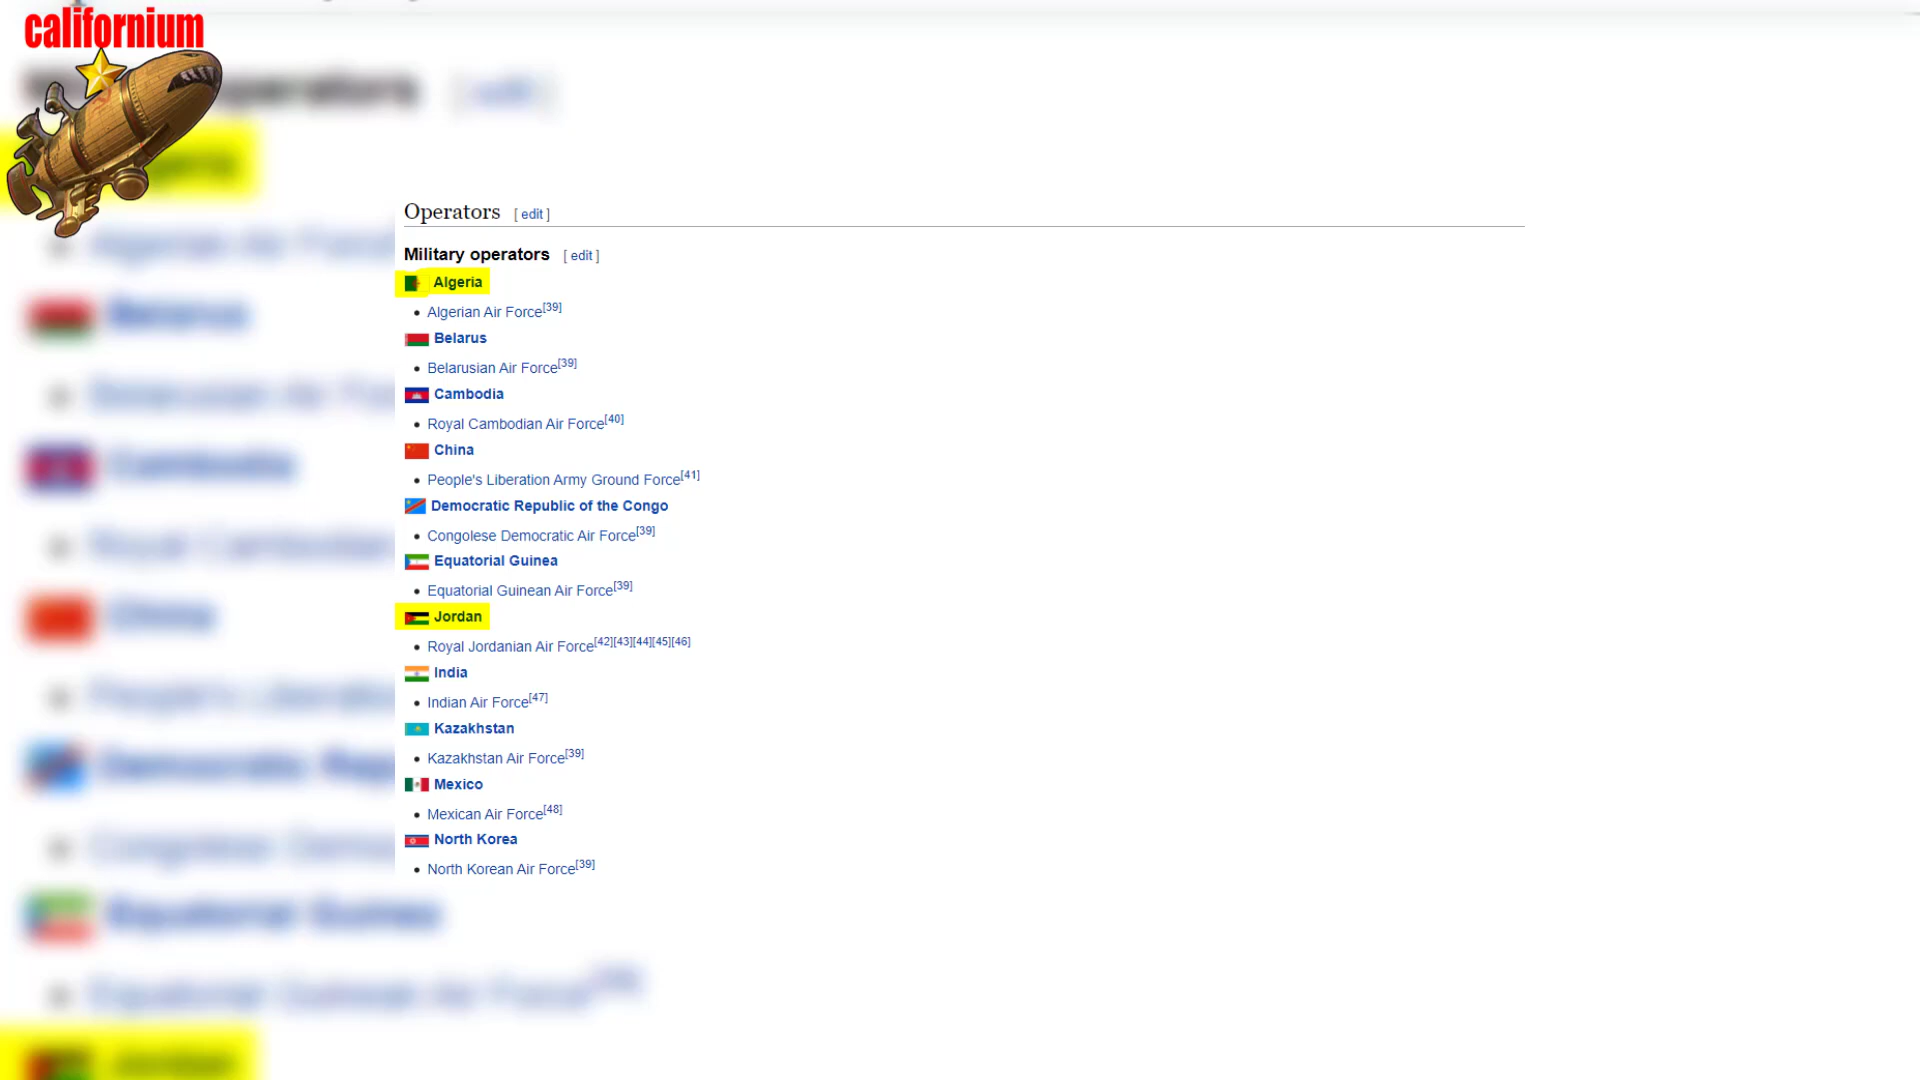 californium
Operators [ edit ]
Military operators [ edit ]
Algeria
• Algerian Air Force[39]
Belarus
• Belarusian Air Force[39]
Cambodia
• Royal Cambodian Air Force[40]
China
• People's Liberation Army Ground Force[41]
Democratic Republic of the Congo
• Congolese Democratic Air Force[39]
Equatorial Guinea
• Equatorial Guinean Air Force[39]
Jordan
• Royal Jordanian Air Force[42][43][44][45][46]
India
• Indian Air Force[47]
Kazakhstan
• Kazakhstan Air Force[39]
Mexico
• Mexican Air Force[48]
North Korea
• North Korean Air Force[39]